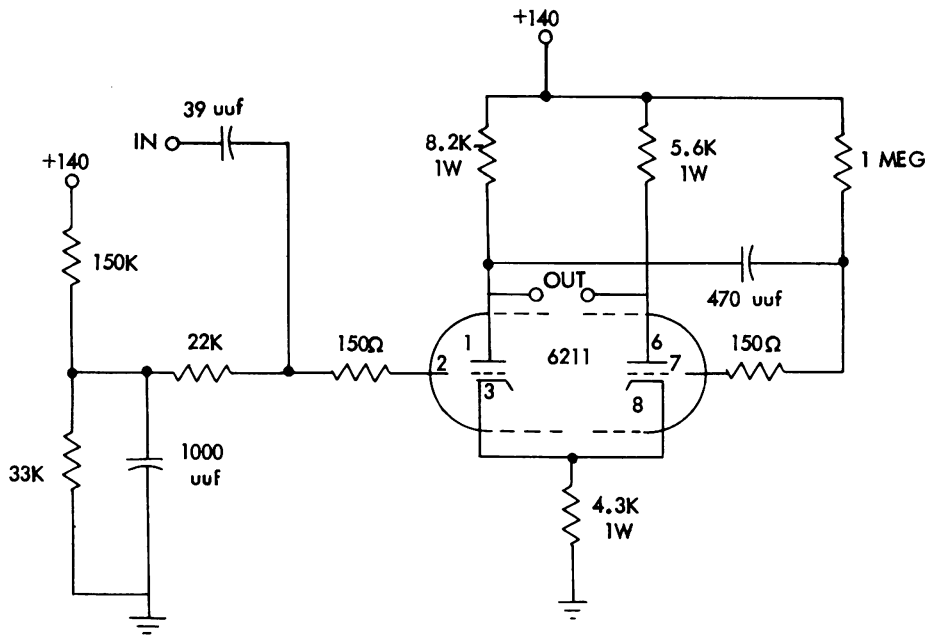 +140
39 uuf
IN
+140
8.2K
1W
5.6K
1W
1 MEG
150K
OUT
470 uuf
22K
150Ω
1
6211
6
150Ω
2
7
3
8
33K
1000
uuf
4.3K
1W